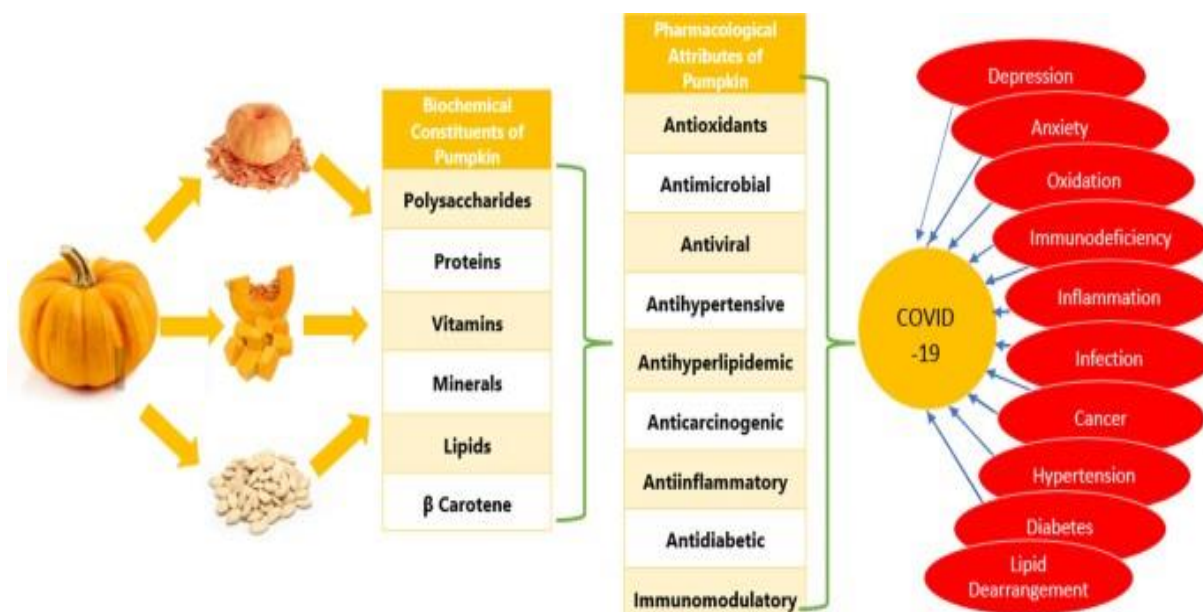 Biochemical
Constituents of
Pumpkin
Polysaccharides
Proteins
Vitamins
Minerals
Lipids
β Carotene
Pharmacological
Attributes of
Pumpkin
Antioxidants
Antimicrobial
Antiviral
Antihypertensive
Antihyperlipidemic
Anticarcinogenic
Antiinflammatory
Antidiabetic
Immunomodulatory
COVID
-19
Depression
Anxiety
Oxidation
Immunodeficiency
Inflammation
Infection
Cancer
Hypertension
Diabetes
Lipid
Dearrangement